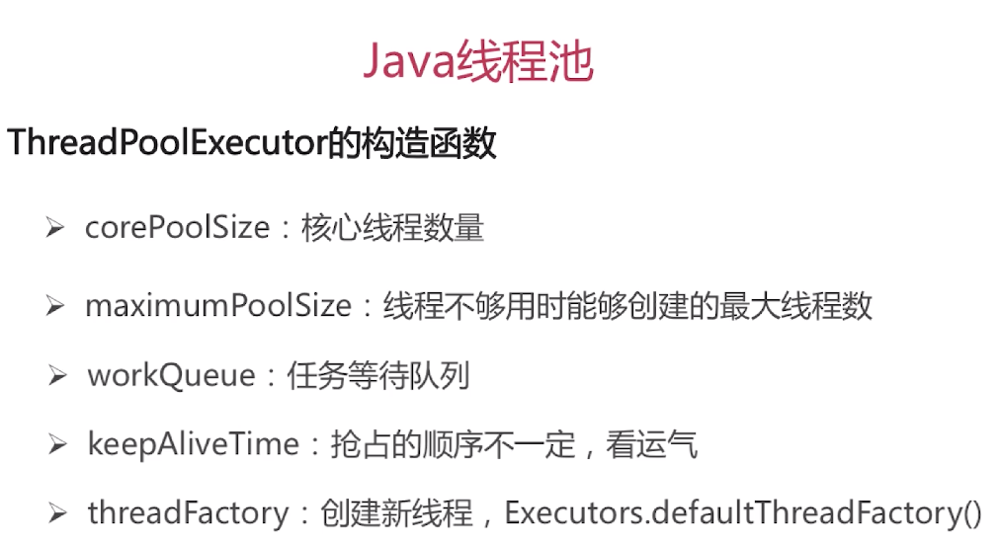 Java线程池
ThreadPoolExecutor的构造函数
➢ corePoolSize：核心线程数量
➢ maximumPoolSize：线程不够用时能够创建的最大线程数
➢ workQueue：任务等待队列
➢ keepAliveTime：抢占的顺序不一定，看运气
➢ threadFactory：创建新线程，Executors.defaultThreadFactory()